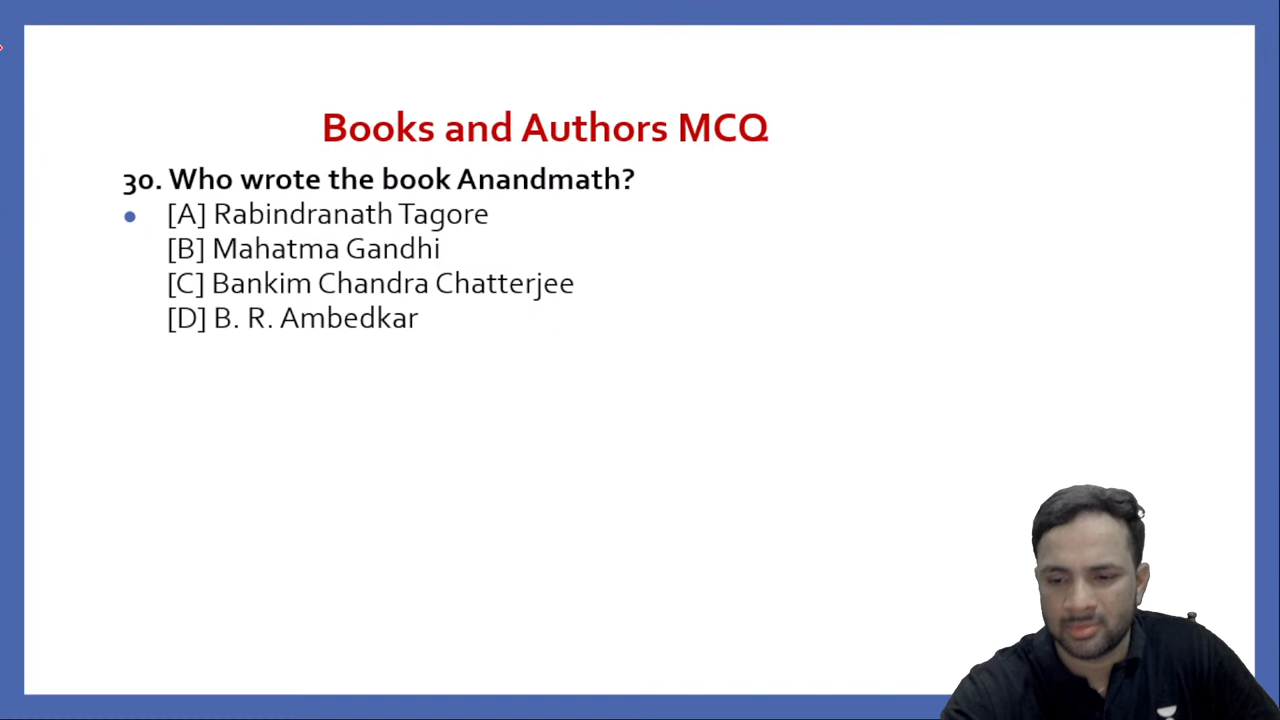 Books and Authors MCQ
30. Who wrote the book Anandmath?
• [A] Rabindranath Tagore
[B] Mahatma Gandhi
[C] Bankim Chandra Chatterjee
[D] B. R. Ambedkar